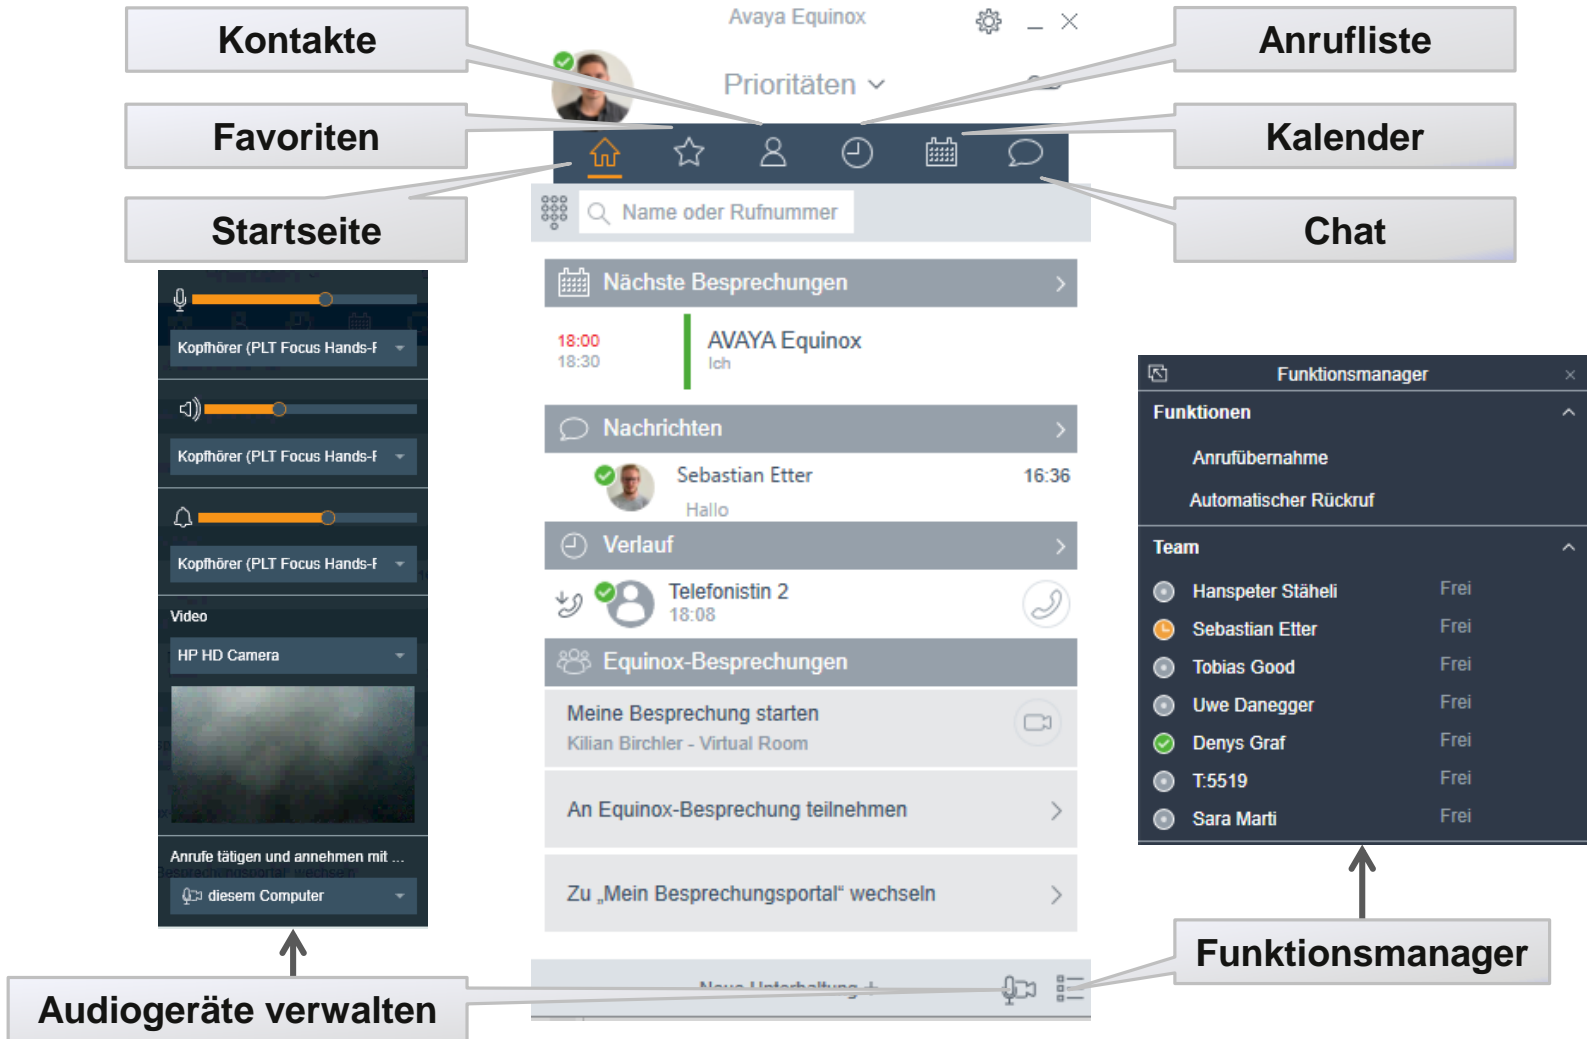 Kontakte
Favoriten
Startseite
Avaya Equinox
Prioritäten
Anrufliste
Kalender
Chat
Name oder Rufnummer
Nächste Besprechungen
18:00
18:30
AVAYA Equinox
Ich
Nachrichten
Sebastian Etter
16:36
Hallo
Verlauf
Telefonistin 2
18:08
Equinox-Besprechungen
Meine Besprechung starten
Kilian Birchler - Virtual Room
An Equinox-Besprechung teilnehmen
Zu „Mein Besprechungsportal“ wechseln
Neue Unterhaltung +
Kopfhörer (PLT Focus Hands-F
Kopfhörer (PLT Focus Hands-F
Kopfhörer (PLT Focus Hands-F
Video
HP HD Camera
Anrufe tätigen und annehmen mit ...
Besprechungsportal“ wechseln
diesem Computer
Audiogeräte verwalten
Funktionsmanager
Funktionen
Anrufübernahme
Automatischer Rückruf
Team
Hanspeter Stäheli Frei
Sebastian Etter Frei
Tobias Good Frei
Uwe Danegger Frei
Denys Graf Frei
T:5519 Frei
Sara Marti Frei
Funktionsmanager